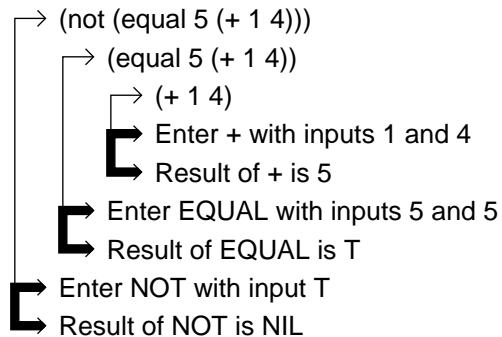 (not (equal 5 (+ 1 4)))
(equal 5 (+ 1 4))
(+ 1 4)
Enter + with inputs 1 and 4
Result of + is 5
Enter EQUAL with inputs 5 and 5
Result of EQUAL is T
Enter NOT with input T
Result of NOT is NIL